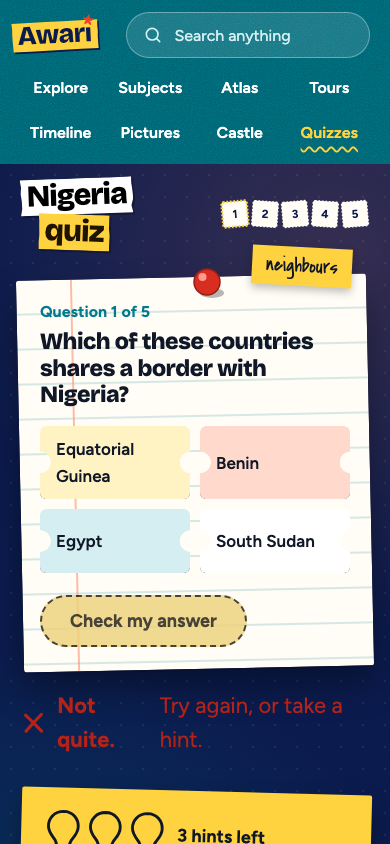 Awari
Search anything
Explore Subjects Atlas Tours
Timeline Pictures Castle Quizzes
Nigeria
quiz
1 2 3 4 5
neighbours
Question 1 of 5
Which of these countries
shares a border with
Nigeria?
Equatorial
Guinea
Benin
Egypt
South Sudan
Check my answer
Not
quite.
Try again, or take a
hint.
3 hints left